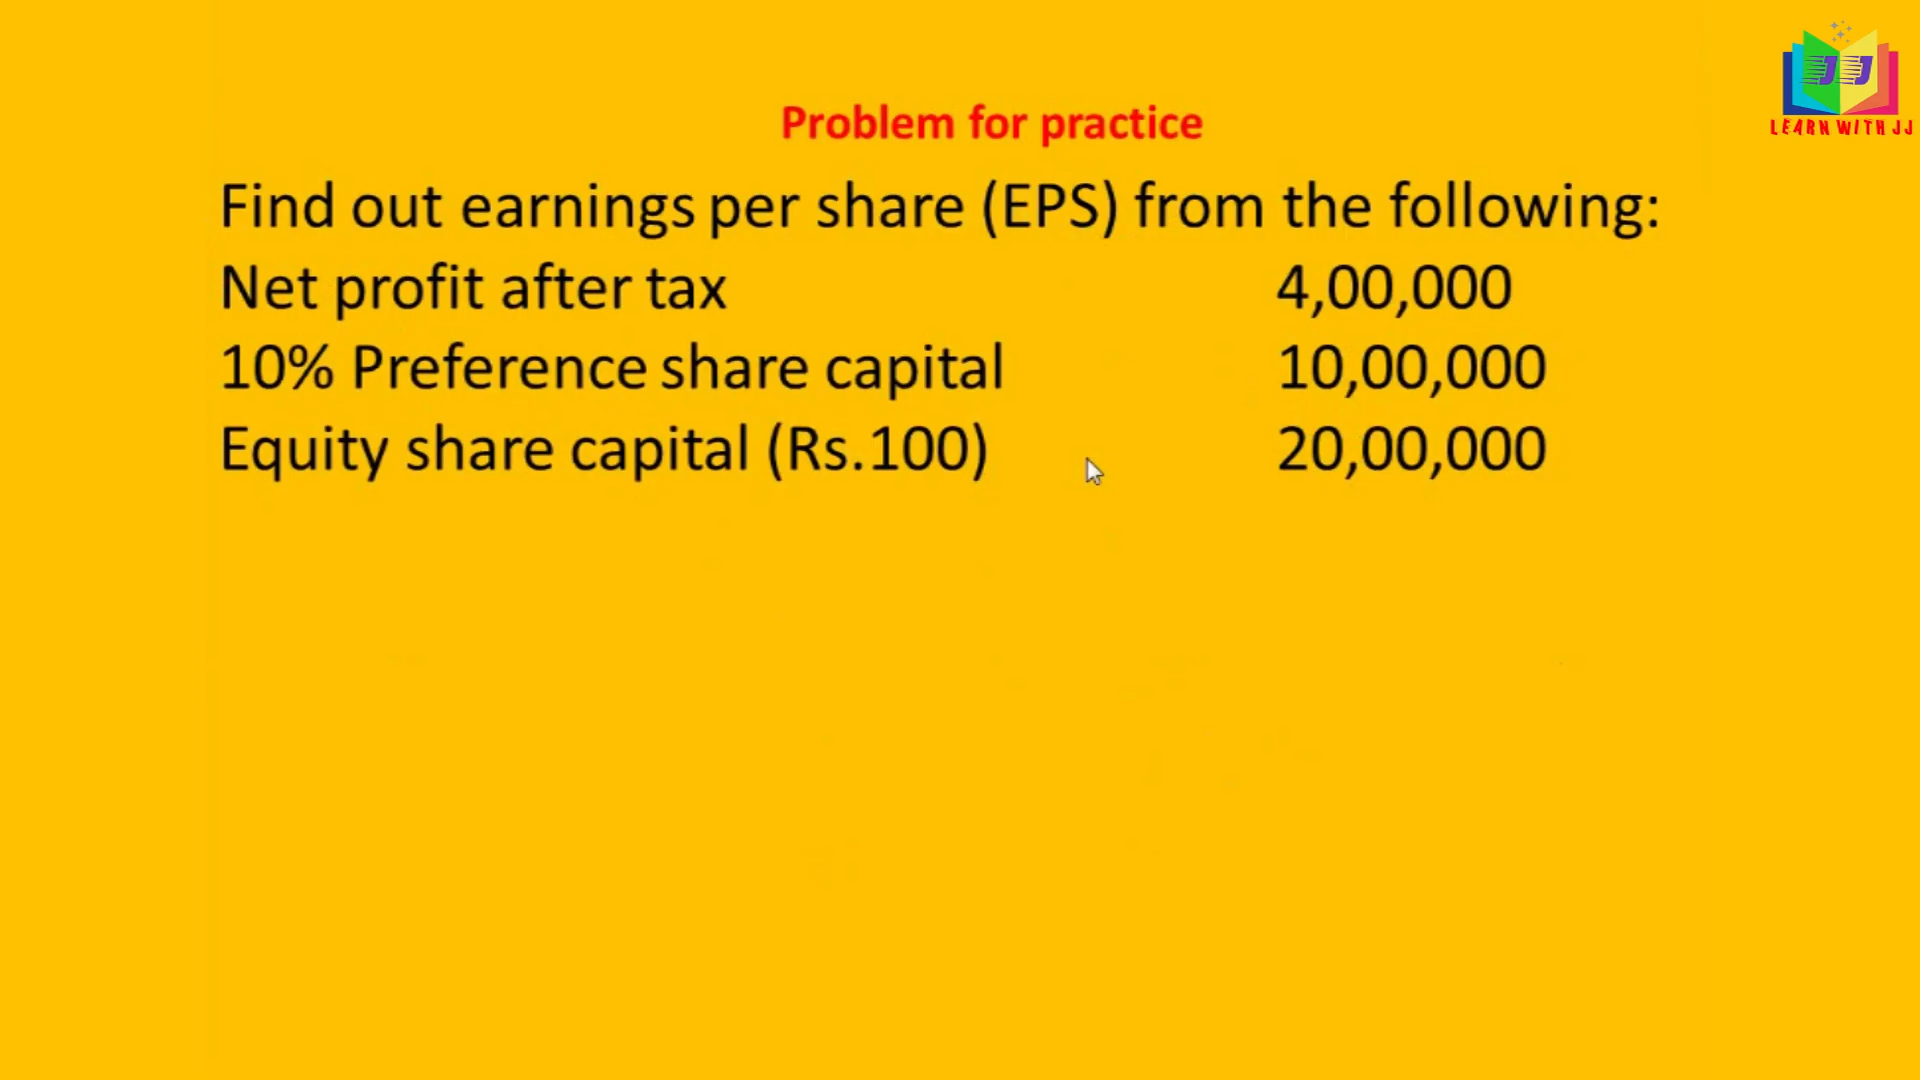 JJ
LEARN WITH JJ
Problem for practice
Find out earnings per share (EPS) from the following:
Net profit after tax 4,00,000
10% Preference share capital 10,00,000
Equity share capital (Rs.100) 20,00,000